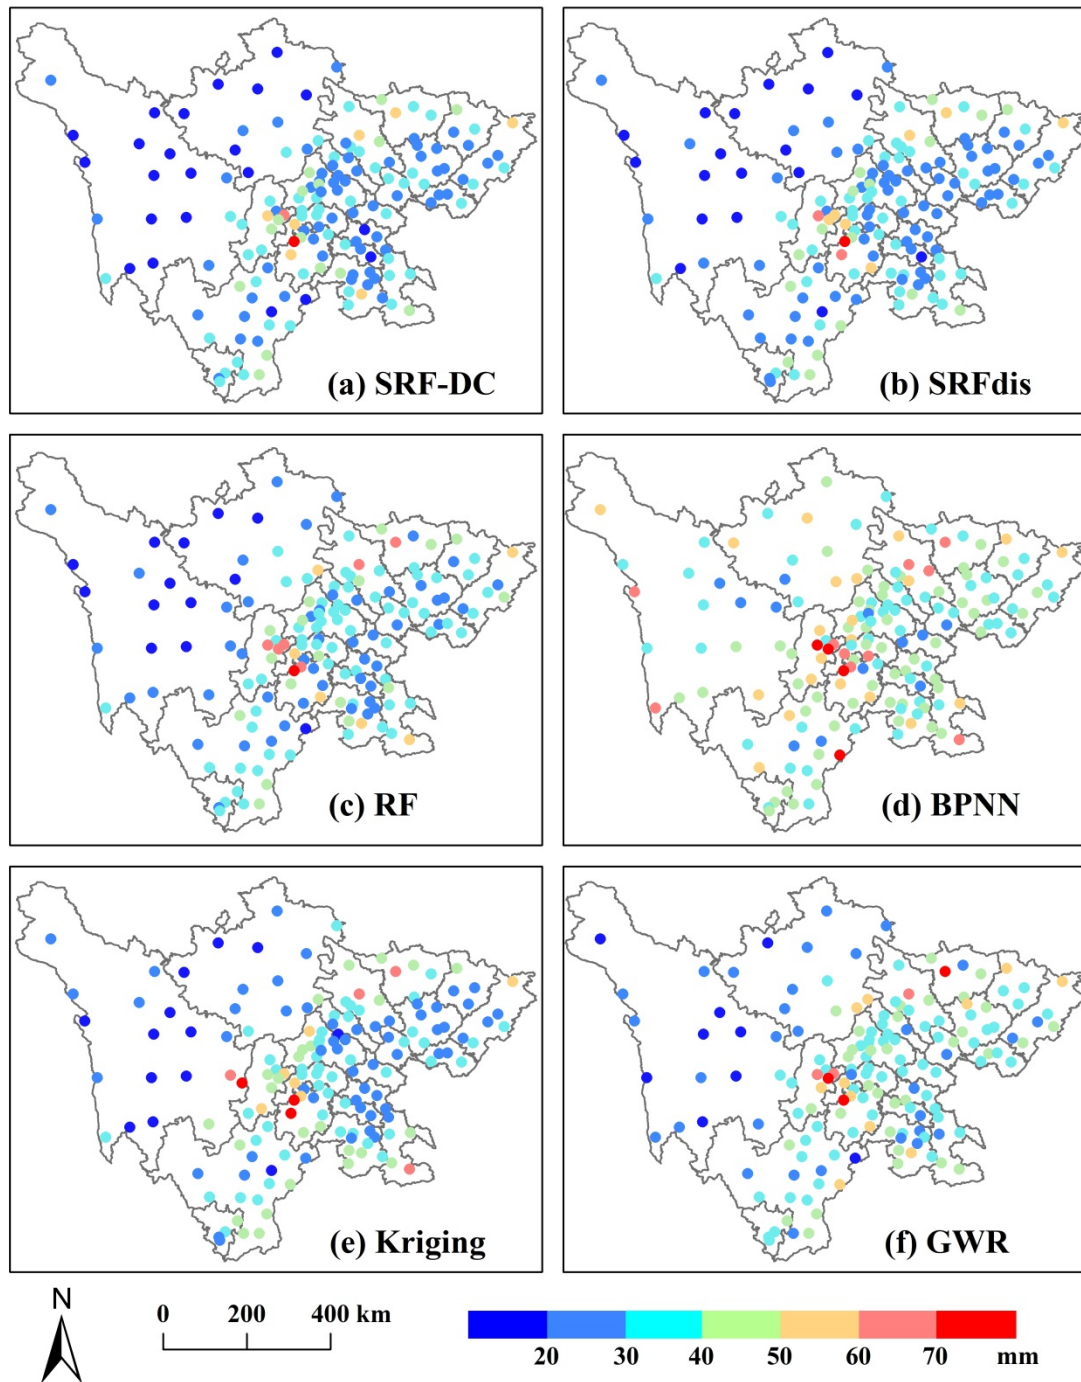 (a) SRF-DC
(b) SRFdis
(c) RF
(d) BPNN
(e) Kriging
(f) GWR
N
0 200 400 km
20 30 40 50 60 70 mm